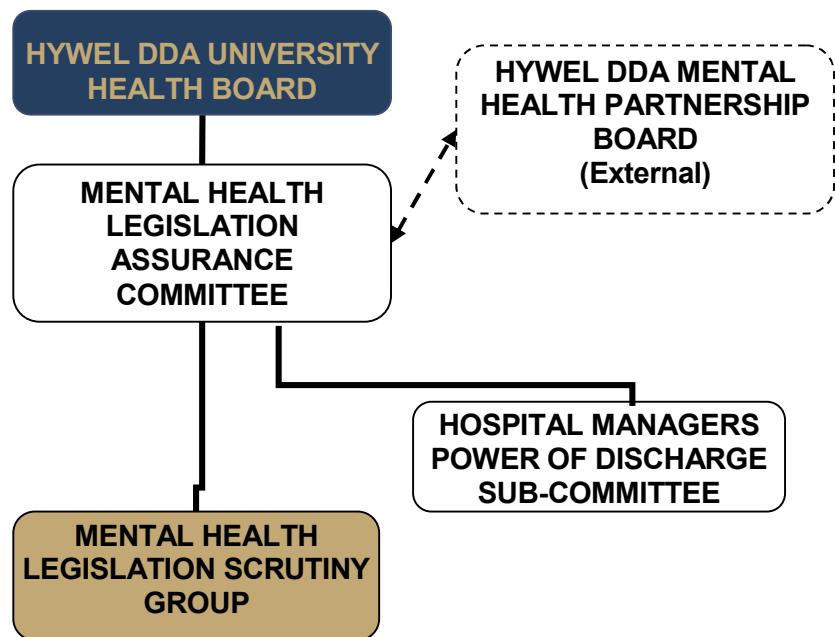 HYWEL DDA UNIVERSITY
HEALTH BOARD
HYWEL DDA MENTAL
HEALTH PARTNERSHIP
BOARD
(External)
MENTAL HEALTH
LEGISLATION
ASSURANCE
COMMITTEE
HOSPITAL MANAGERS
POWER OF DISCHARGE
SUB-COMMITTEE
MENTAL HEALTH
LEGISLATION SCRUTINY
GROUP